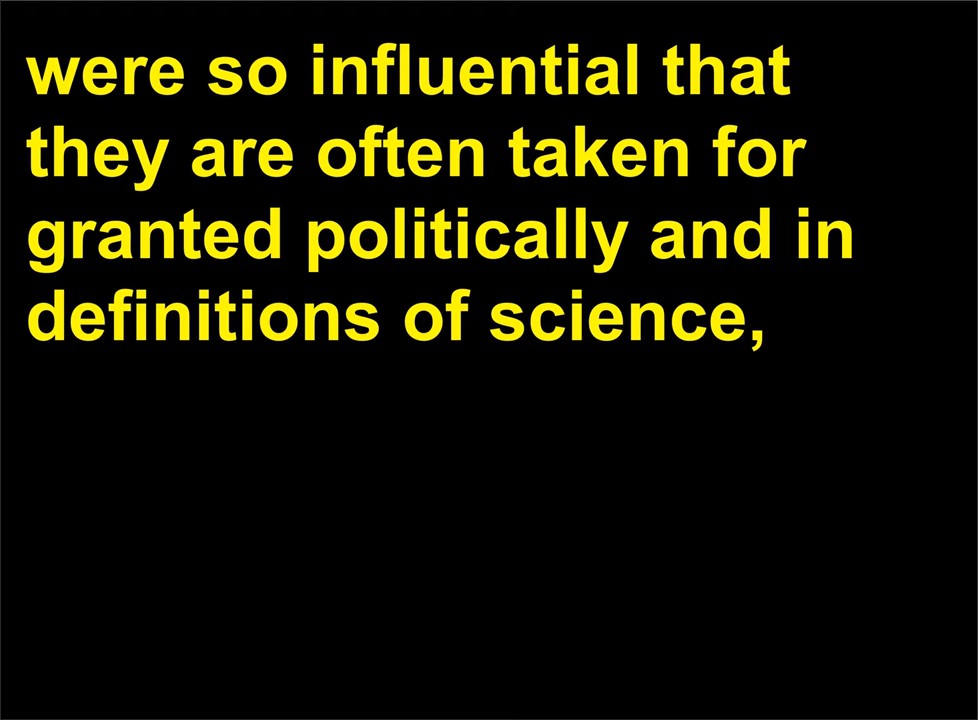 were so influential that
they are often taken for
granted politically and in
definitions of science,